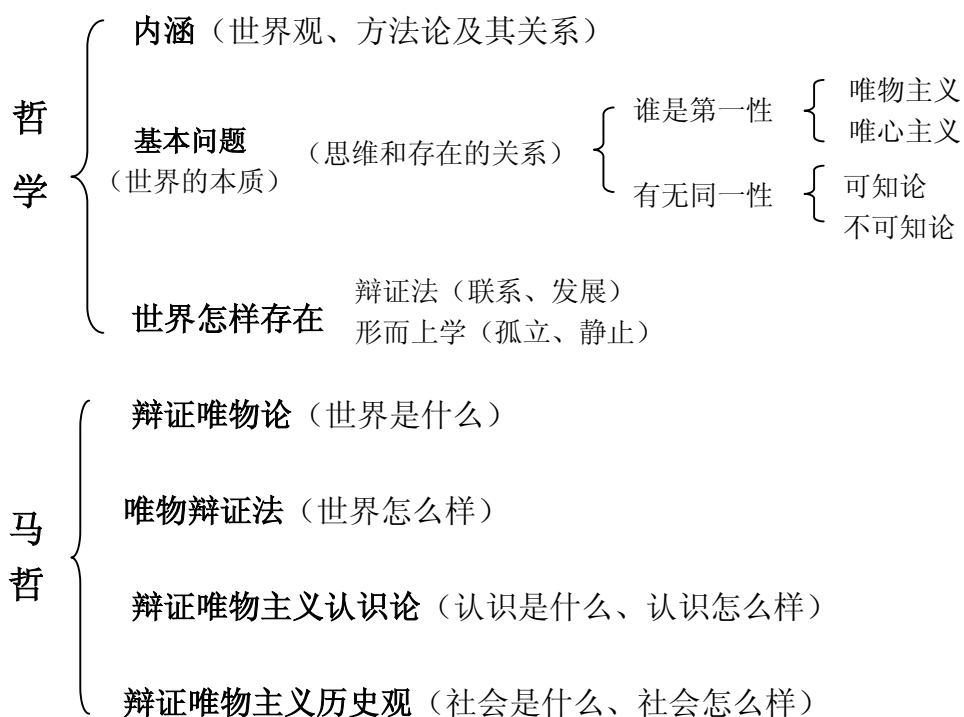 哲学
内涵（世界观、方法论及其关系）
基本问题
（世界的本质）
（思维和存在的关系）
谁是第一性
唯物主义
唯心主义
有无同一性
可知论
不可知论
世界怎样存在
辩证法（联系、发展）
形而上学（孤立、静止）
马哲
辩证唯物论（世界是什么）
唯物辩证法（世界怎么样）
辩证唯物主义认识论（认识是什么、认识怎么样）
辩证唯物主义历史观（社会是什么、社会怎么样）